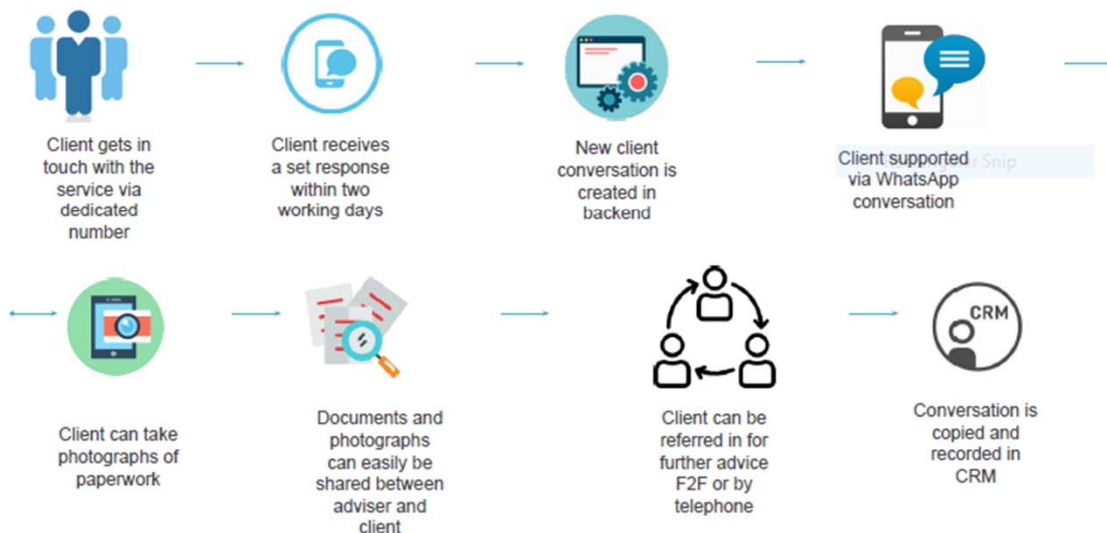 Client gets in
touch with the
service via
dedicated
number
Client receives
a set response
within two
working days
New client
conversation is
created in
backend
Client supported
via WhatsApp
conversation
Snip
Client can take
photographs of
paperwork
Documents and
photographs
can easily be
shared between
adviser and
client
Client can be
referred in for
further advice
F2F or by
telephone
CRM
Conversation is
copied and
recorded in
CRM